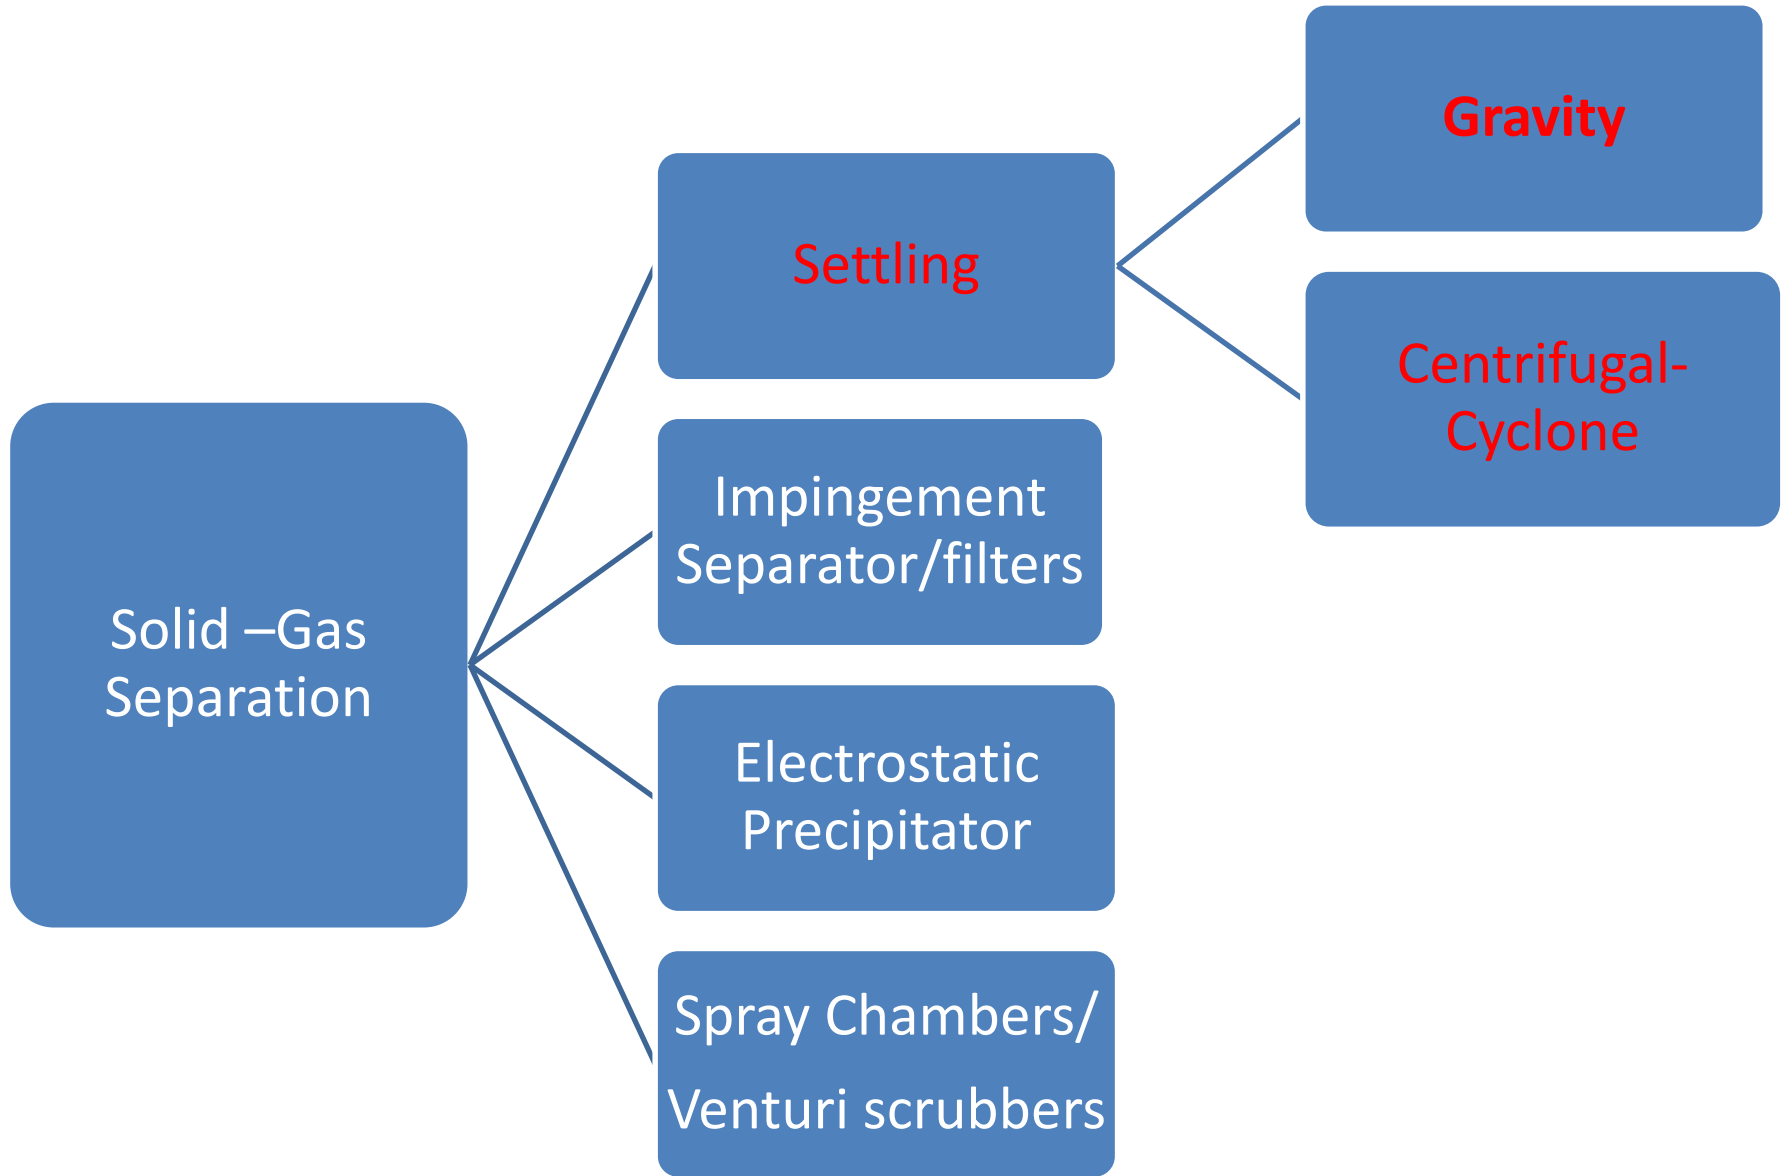 Solid –Gas
Separation
Settling
Gravity
Centrifugal-
Cyclone
Impingement
Separator/filters
Electrostatic
Precipitator
Spray Chambers/
Venturi scrubbers